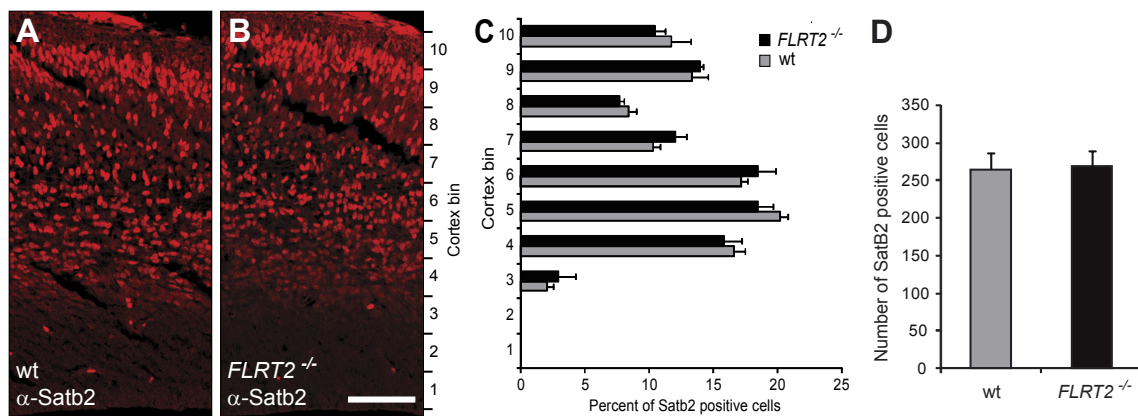 A
wt
α-Satb2
B
FLRT2 -/-
α-Satb2
10
9
8
7
6
5
4
3
2
1
Cortex bin
C
FLRT2 -/-
wt
Cortex bin
10
9
8
7
6
5
4
3
2
1
0 5 10 15 20 25
Percent of Satb2 positive cells
D
Number of SatB2 positive cells
350
300
250
200
150
100
50
0
wt FLRT2 -/-